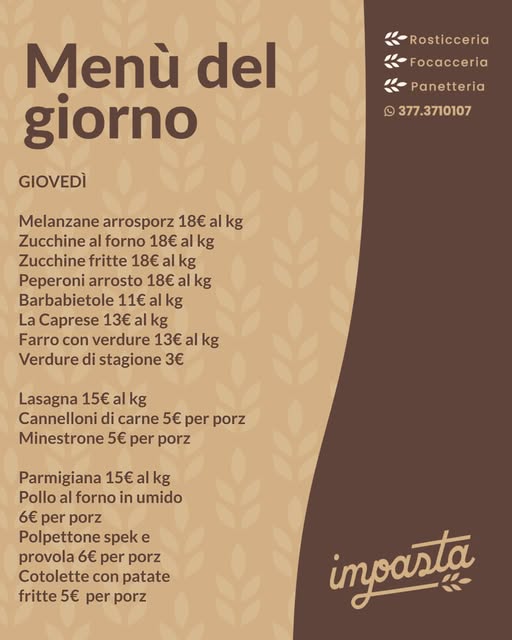 Menù del
giorno
Rosticceria
Focacceria
Panetteria
377.3710107
GIOVEDÌ
Melanzane arrosporz 18€ al kg
Zucchine al forno 18€ al kg
Zucchine fritte 18€ al kg
Peperoni arrosto 18€ al kg
Barbabietole 11€ al kg
La Caprese 13€ al kg
Farro con verdure 13€ al kg
Verdure di stagione 3€
Lasagna 15€ al kg
Cannelloni di carne 5€ per porz
Minestrone 5€ per porz
Parmigiana 15€ al kg
Pollo al forno in umido
6€ per porz
Polpettone spek e
provola 6€ per porz
Cotolette con patate
fritte 5€ per porz
impasta